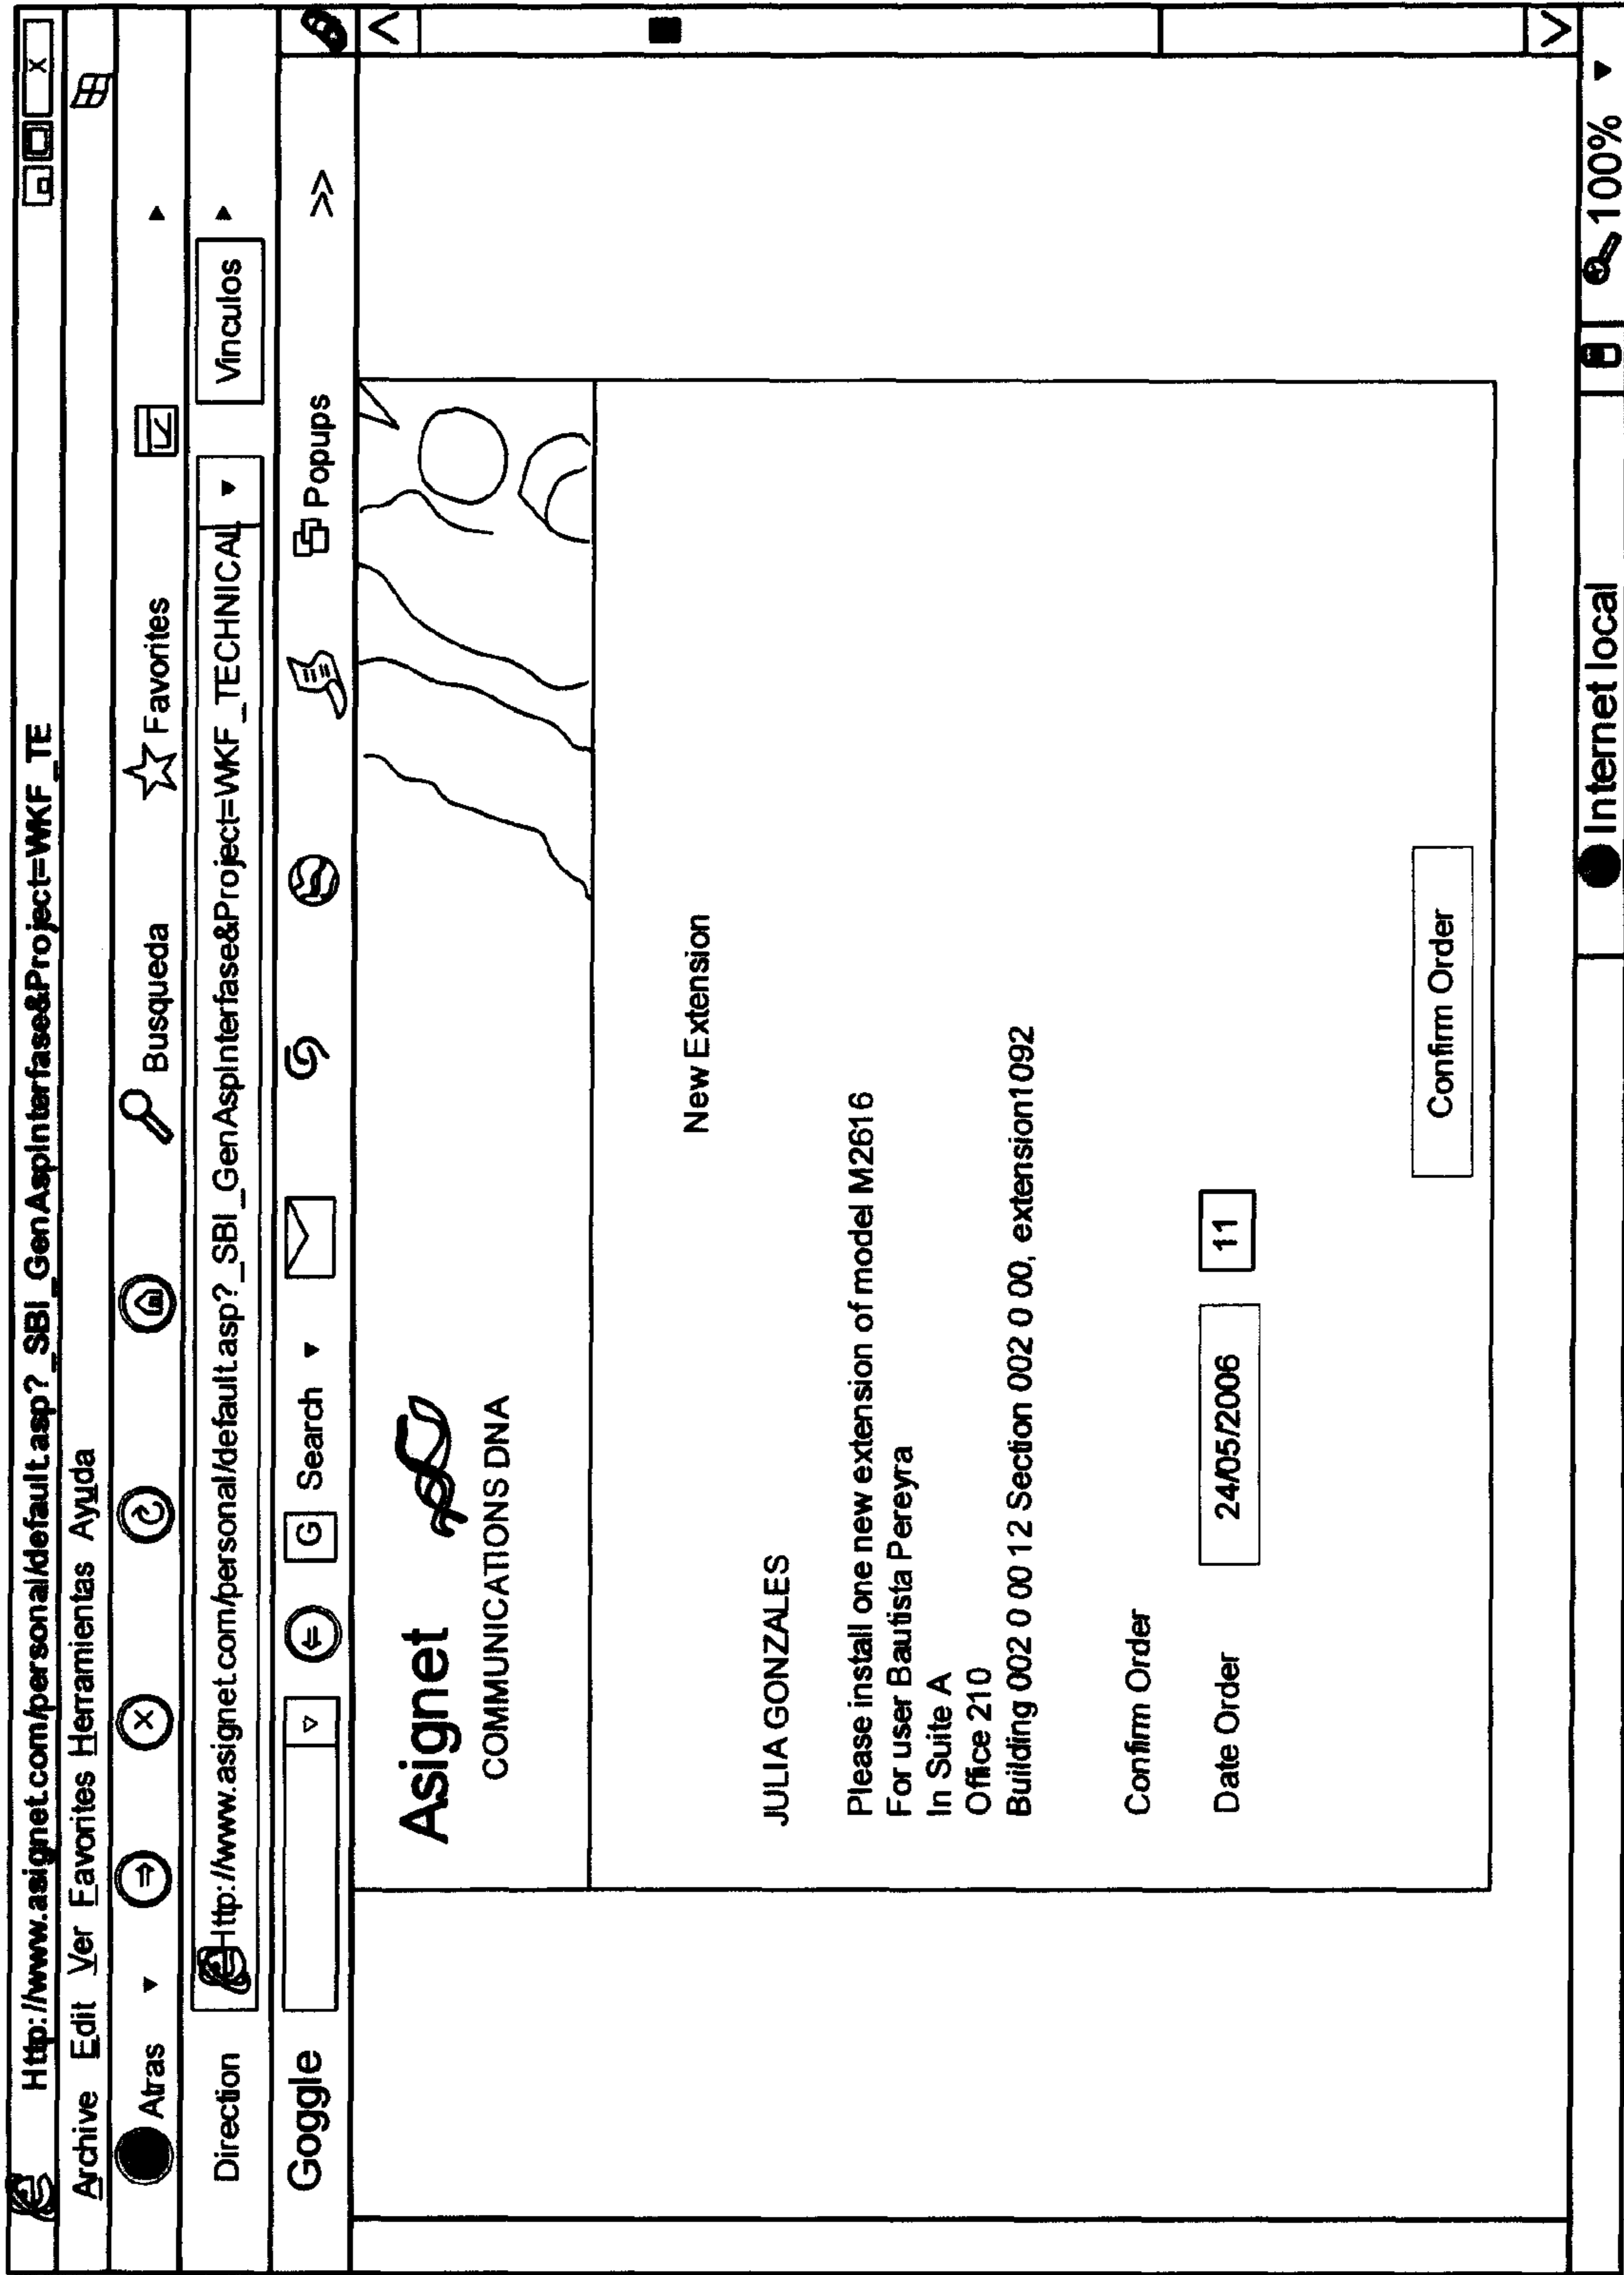 Http://www.asignet.com/personal/default.asp?_SBI_GenAspInterfase&Project=WKF_TE
X
Archive Edit Ver Favorites Herramientas Ayuda
Atras Busqueda Favorites
Direction Http://www.asignet.com/personal/default.asp?_SBI_GenAspInterfase&Project=WKF_TECHNICAL Vinculos
Goggle G Search Popups >>
Asignet
COMMUNICATIONS DNA
New Extension
JULIA GONZALES
Please install one new extension of model M2616
For user Bautista Pereyra
In Suite A
Office 210
Building 002 0 00 12 Section 002 0 00, extension1092
Confirm Order
Date Order 24/05/2006 11
Confirm Order
Internet local 100%